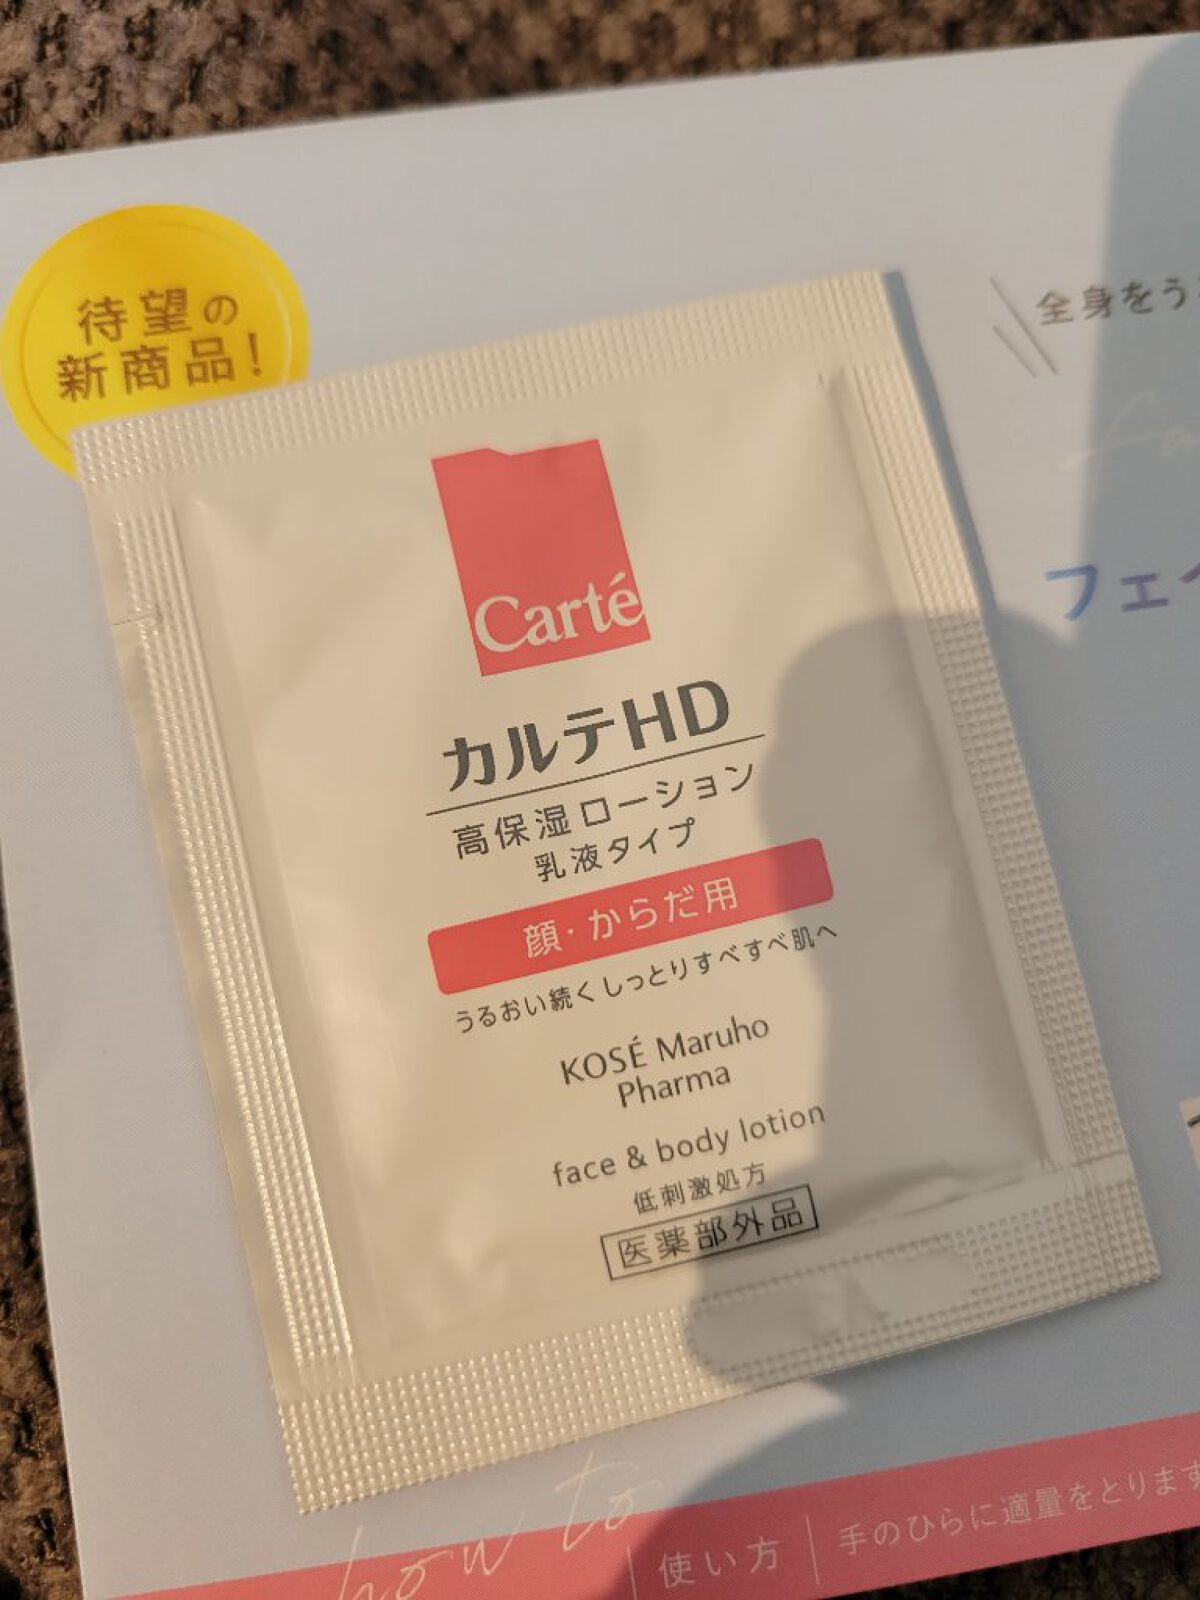 待望の
新商品!
全身をう
Carté
フェイ
カルテHD
高保湿ローション
乳液タイプ
顔・からだ用
うるおい続くしっとりすべすべ肌へ
KOSÉ Maruho
Pharma
face & body lotion
低刺激処方
医薬部外品
how to
使い方
手のひらに適量をとります